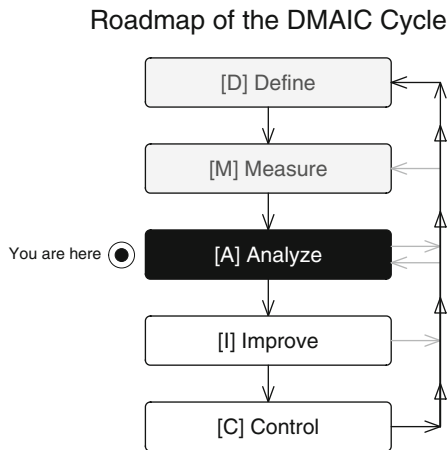 Roadmap of the DMAIC Cycle
[D] Define
[M] Measure
You are here
[A] Analyze
[I] Improve
[C] Control